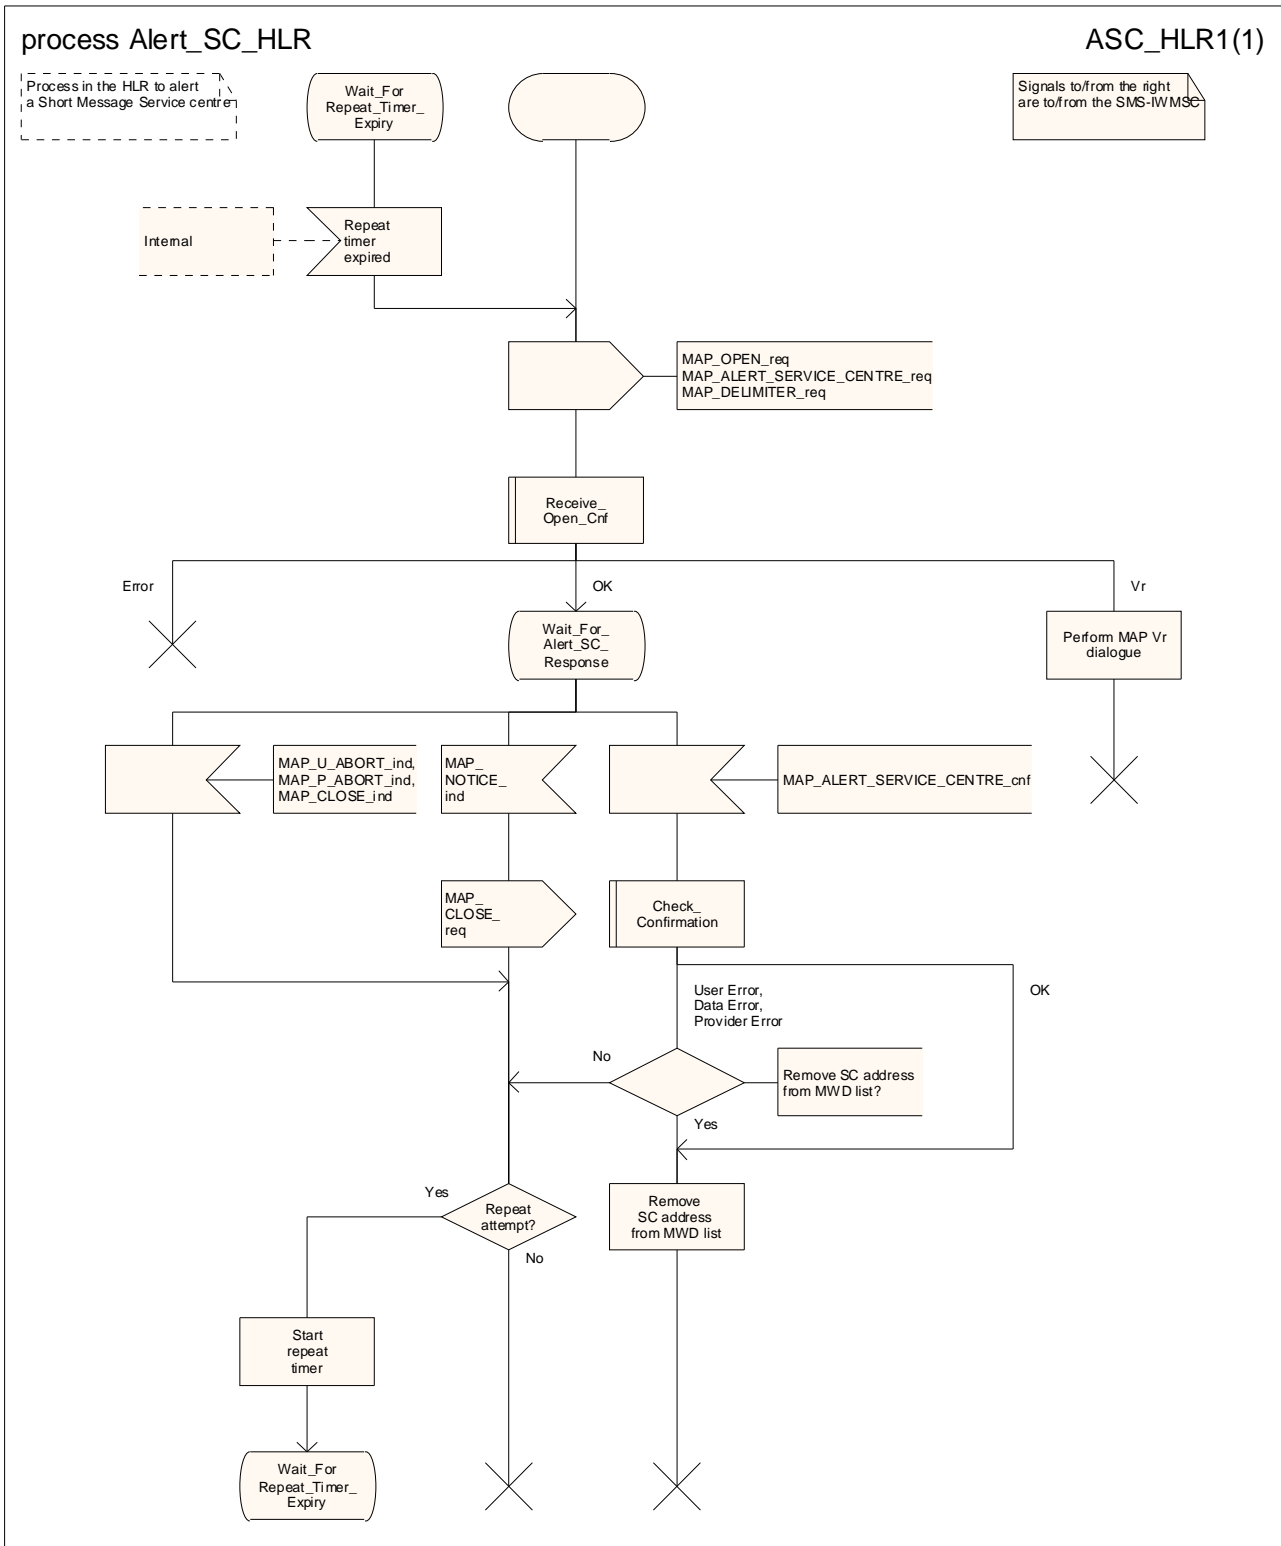 process Alert_SC_HLR
ASC_HLR1(1)
Process in the HLR to alert
a Short Message Service centre
Wait_For
Repeat_Timer_
Expiry
Signals to/from the right
are to/from the SMS-IWMSC
Internal
Repeat
timer
expired
MAP_OPEN_req
MAP_ALERT_SERVICE_CENTRE_req
MAP_DELIMITER_req
Receive_
Open_Cnf
Error
OK
Vr
Wait_For_
Alert_SC_
Response
Perform MAP Vr
dialogue
MAP_U_ABORT_ind,
MAP_P_ABORT_ind,
MAP_CLOSE_ind
MAP_
NOTICE_
ind
MAP_ALERT_SERVICE_CENTRE_cnf
MAP_
CLOSE_
req
Check_
Confirmation
User Error,
Data Error,
Provider Error
OK
No
Remove SC address
from MWD list?
Yes
Yes
Repeat
attempt?
No
Remove
SC address
from MWD list
Start
repeat
timer
Wait_For
Repeat_Timer_
Expiry